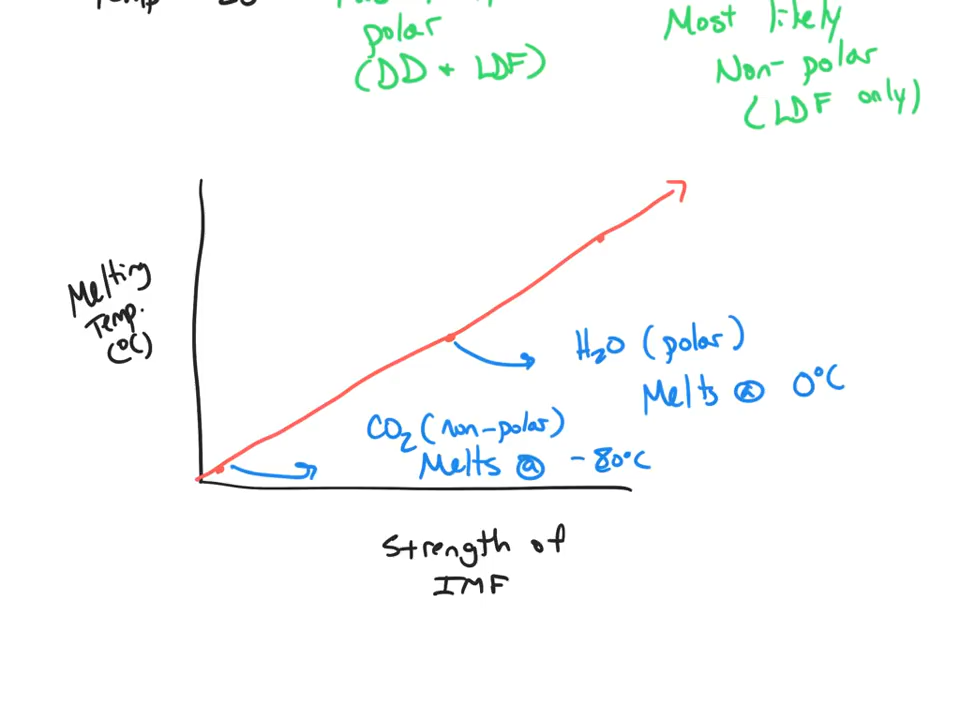 polar
(DD + LDF)
Most likely
Non-polar
(LDF only)
Melting
Temp.
(°C)
H₂O (polar)
Melts @ 0°C
CO₂ (non-polar)
Melts @ -80°C
Strength of
IMF